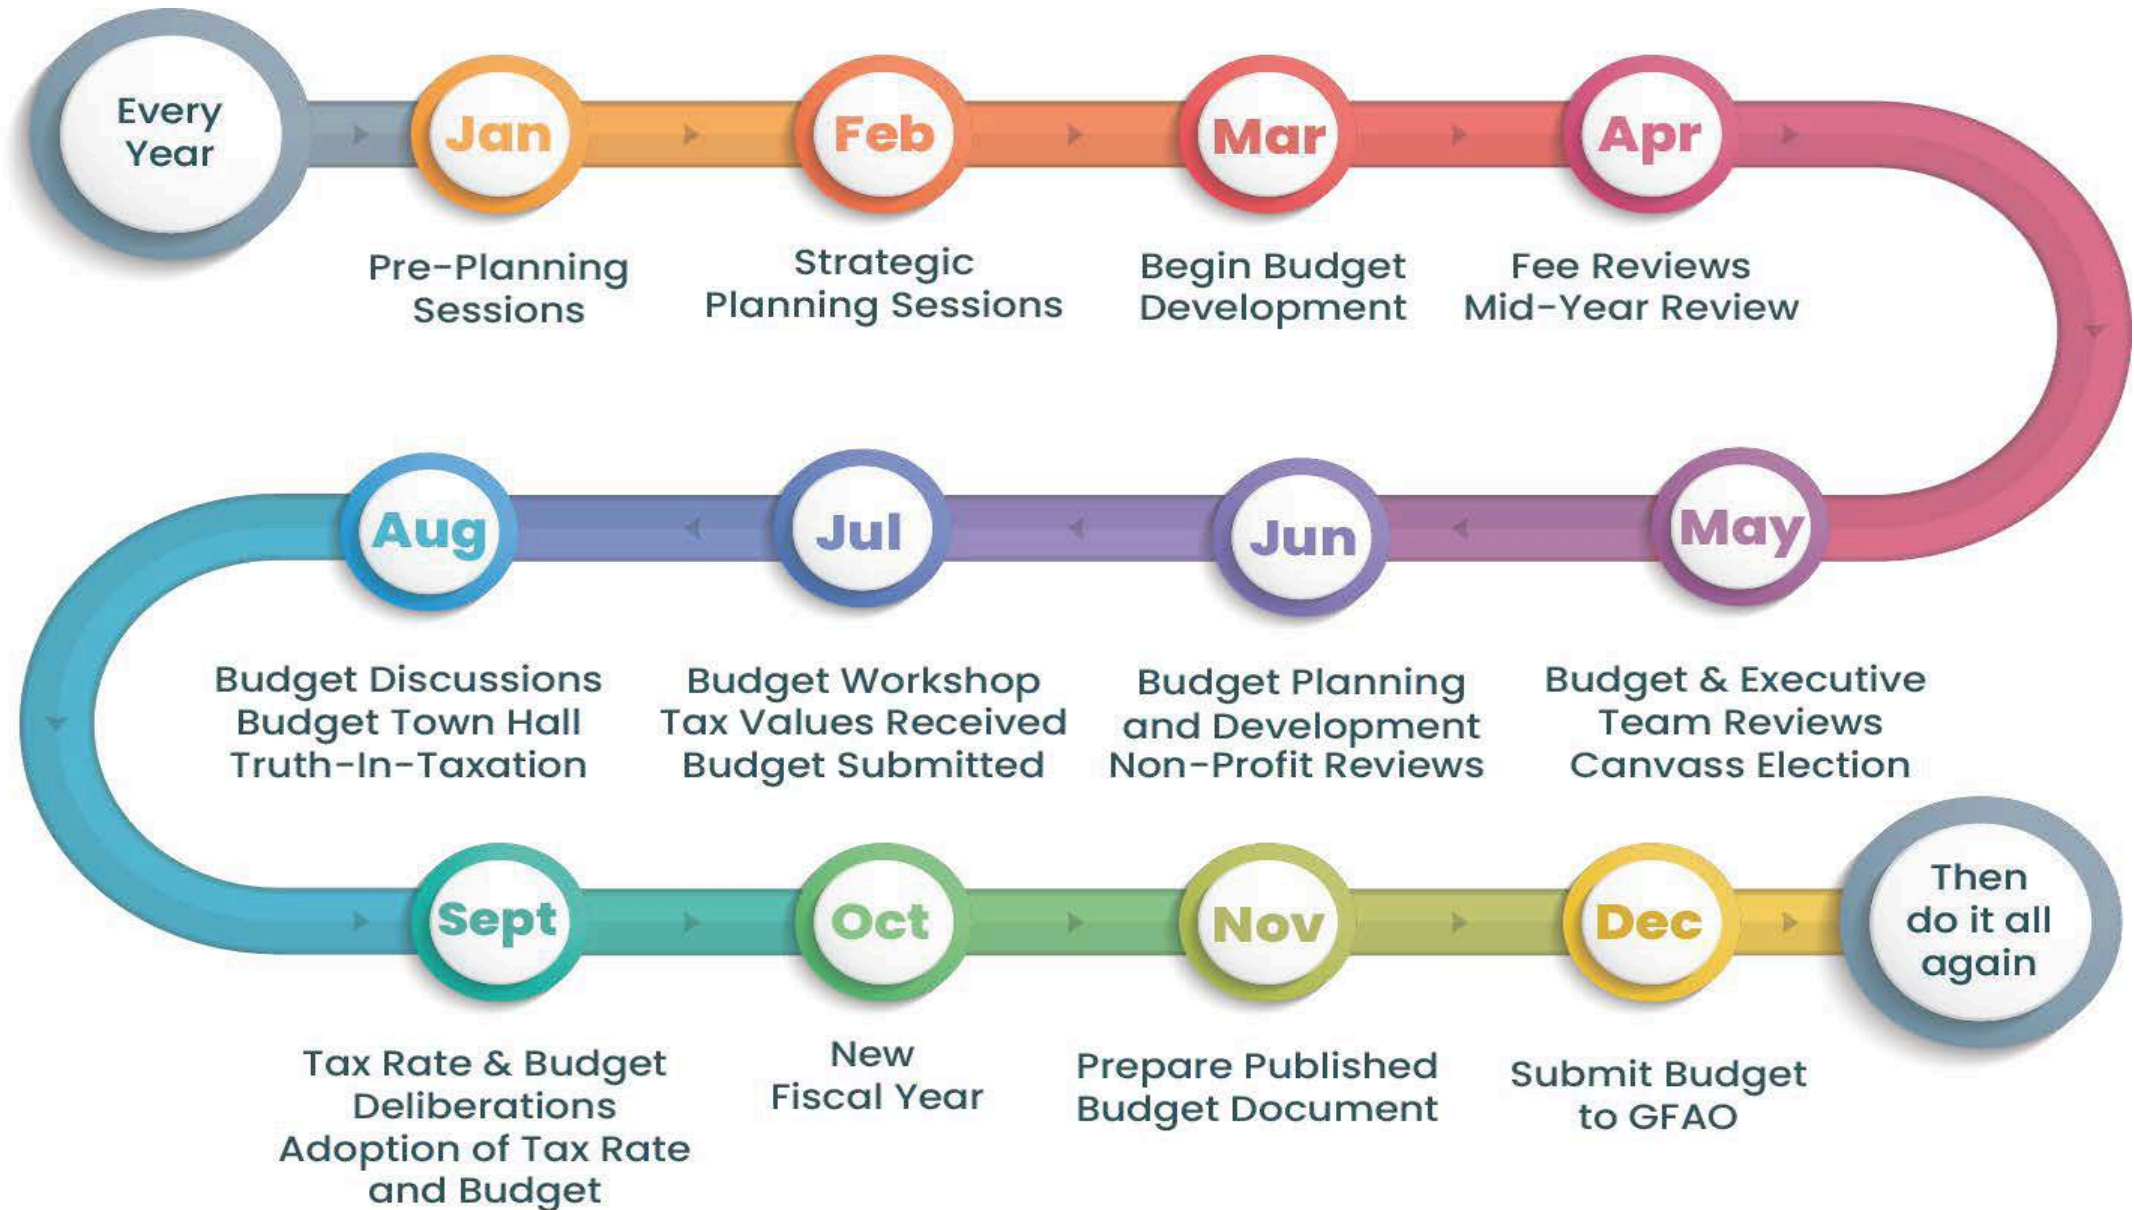 Every
Year
Jan
Feb
Mar
Apr
Pre-Planning
Sessions
Strategic
Planning Sessions
Begin Budget
Development
Fee Reviews
Mid-Year Review
May
Jun
Jul
Aug
Budget & Executive
Team Reviews
Canvass Election
Budget Planning
and Development
Non-Profit Reviews
Budget Workshop
Tax Values Received
Budget Submitted
Budget Discussions
Budget Town Hall
Truth-In-Taxation
Sept
Oct
Nov
Dec
Then
do it all
again
Tax Rate & Budget
Deliberations
Adoption of Tax Rate
and Budget
New
Fiscal Year
Prepare Published
Budget Document
Submit Budget
to GFAO